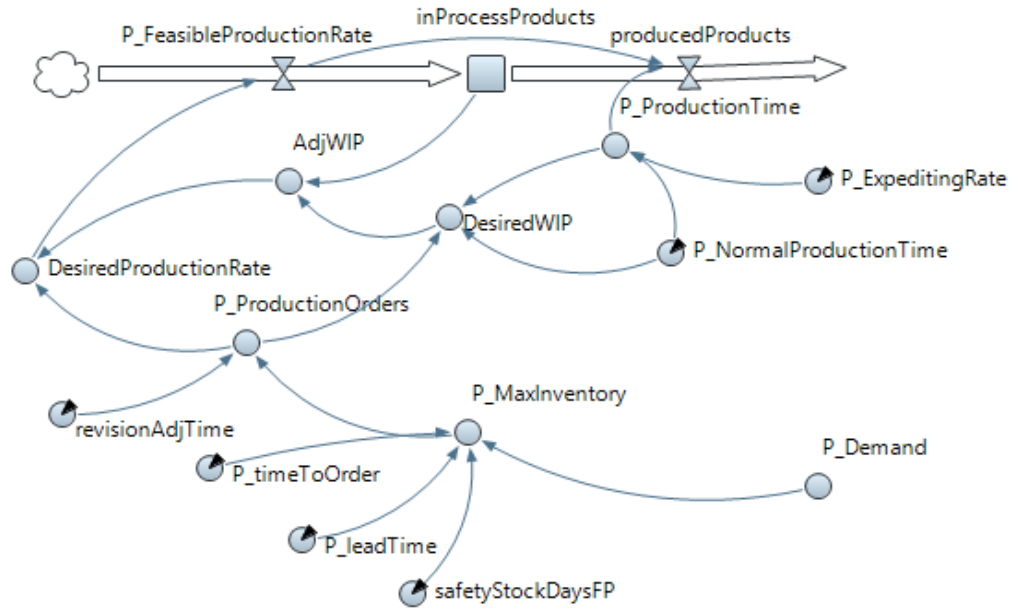 inProcessProducts
P_FeasibleProductionRate
producedProducts
P_ProductionTime
AdjWIP
P_ExpeditingRate
DesiredWIP
P_NormalProductionTime
DesiredProductionRate
P_ProductionOrders
P_MaxInventory
revisionAdjTime
P_Demand
P_timeToOrder
P_leadTime
safetyStockDaysFP